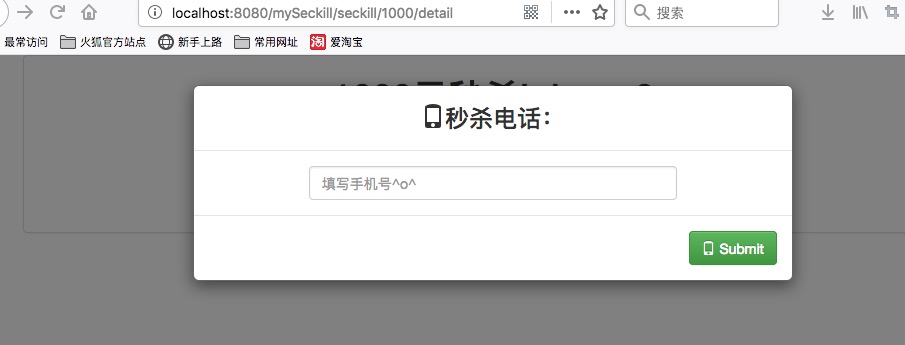 localhost:8080/mySeckill/seckill/1000/detail 搜索
最常访问 火狐官方站点 新手上路 常用网址 淘 爱淘宝
秒杀电话：
填写手机号^o^
Submit